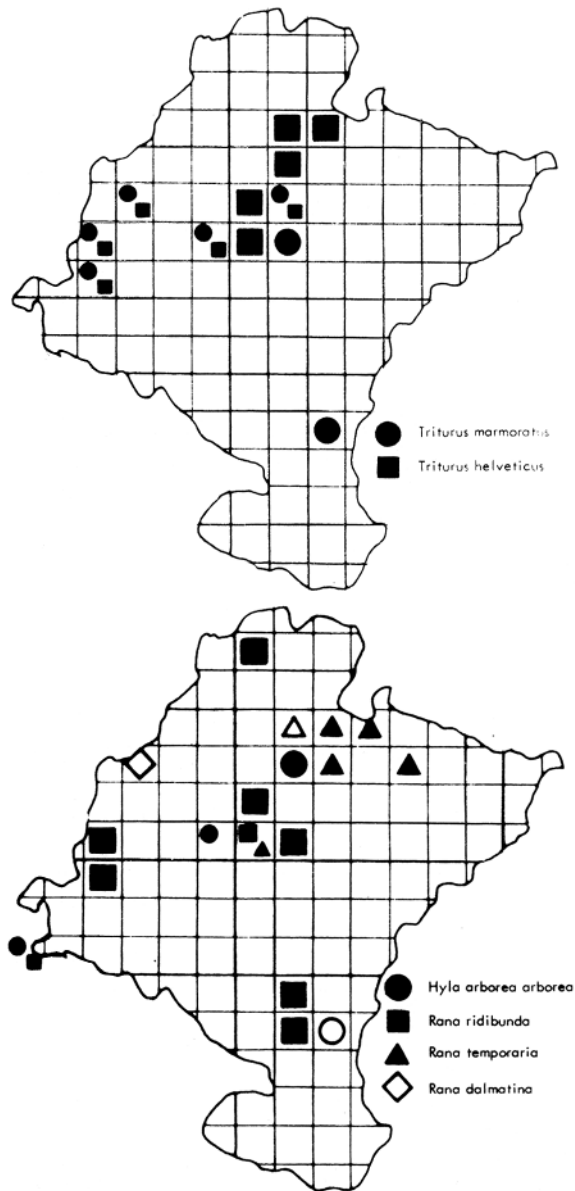 Triturus marmoratus
Triturus helveticus
Hyla arborea arborea
Rana ridibunda
Rana temporaria
Rana dalmatina